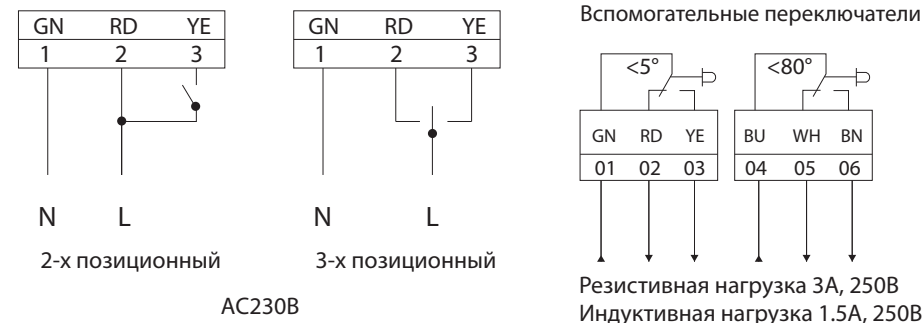 GN RD YE
1 2 3
N L
2-х позиционный
GN RD YE
1 2 3
N L
3-х позиционный
AC230В
Вспомогательные переключатели
<5° <80°
GN RD YE BU WH BN
01 02 03 04 05 06
Резистивная нагрузка 3А, 250В
Индуктивная нагрузка 1.5А, 250В